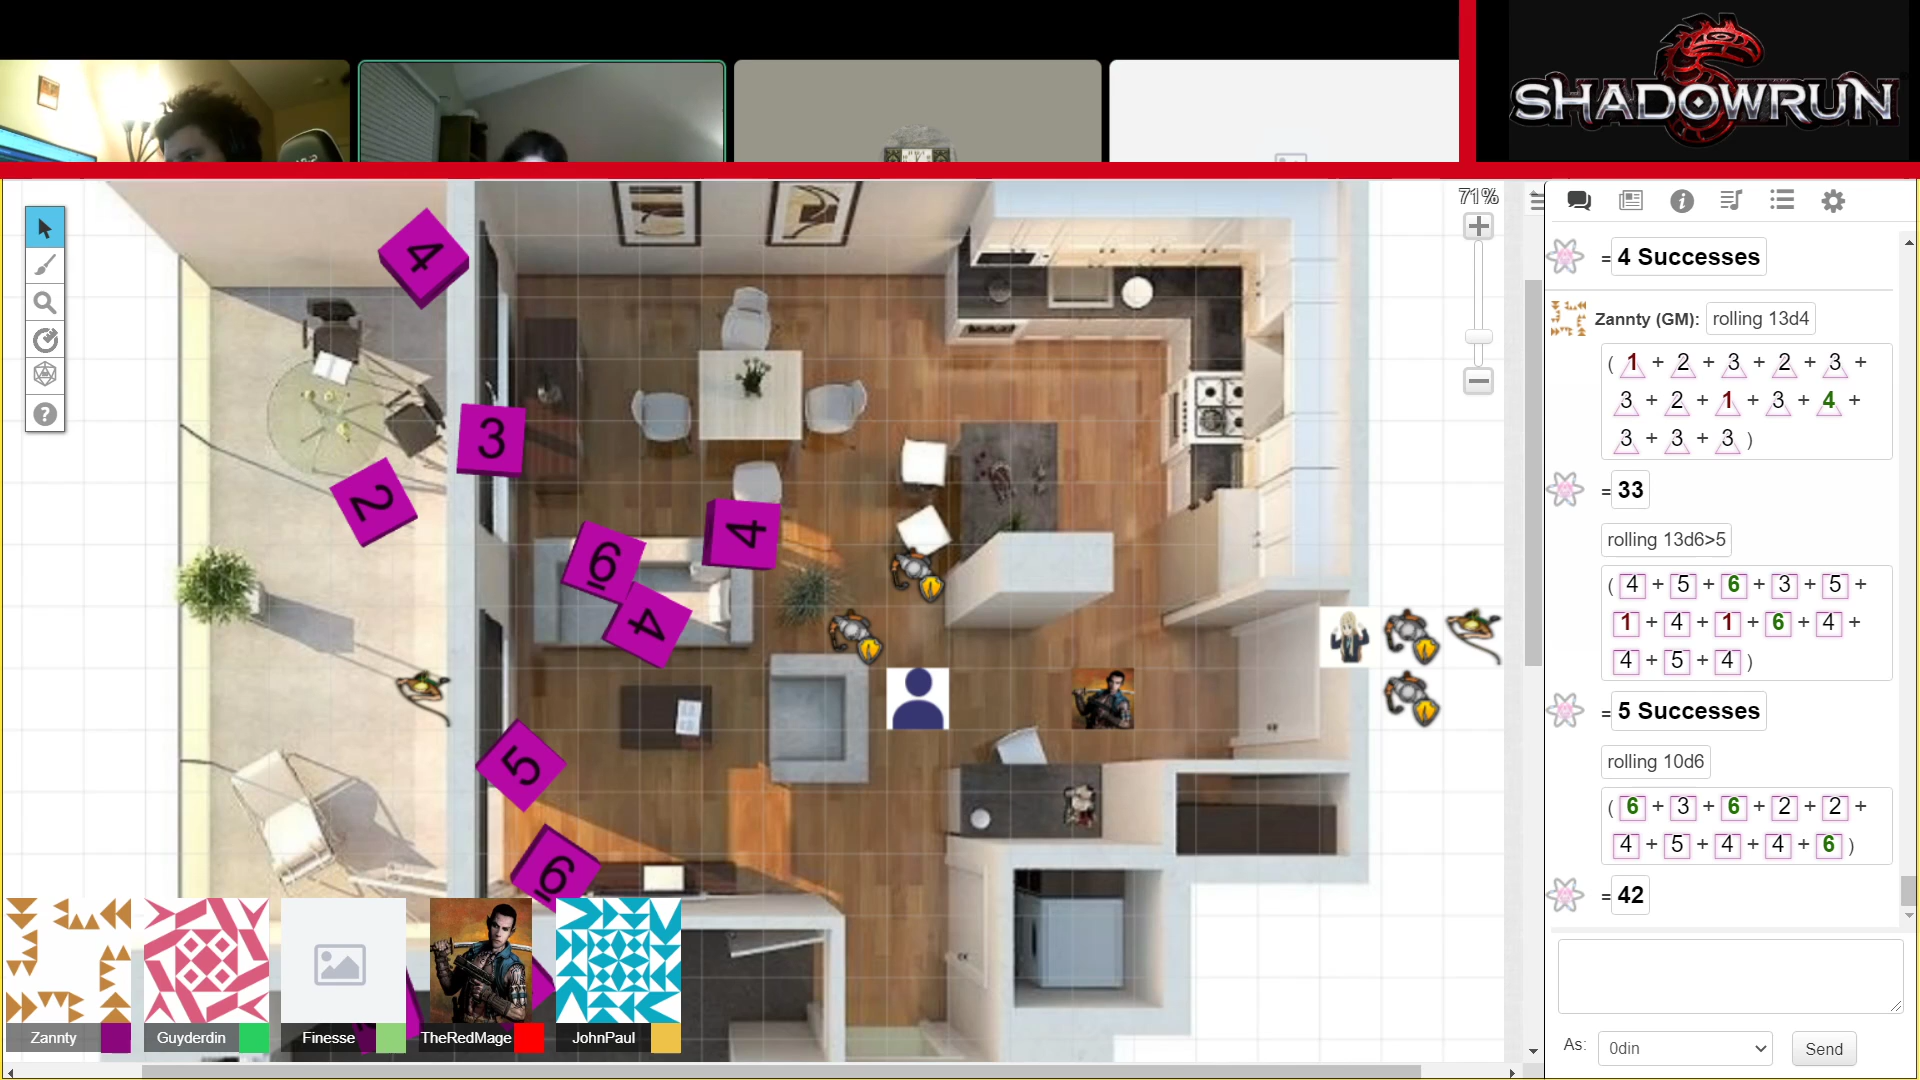 SHADOWRUN
71%
= 4 Successes
Zannty (GM): rolling 13d4
( 1 + 2 + 3 + 2 + 3 +
3 + 2 + 1 + 3 + 4 +
3 + 3 + 3 )
= 33
rolling 13d6>5
( 4 + 5 + 6 + 3 + 5 +
1 + 4 + 1 + 6 + 4 +
4 + 5 + 4 )
= 5 Successes
rolling 10d6
( 6 + 3 + 6 + 2 + 2 +
4 + 5 + 4 + 4 + 6 )
= 42
As: 0din Send
4
3
2
4
6
4
5
6
Zannty
Guyderdin
Finesse
TheRedMage
JohnPaul